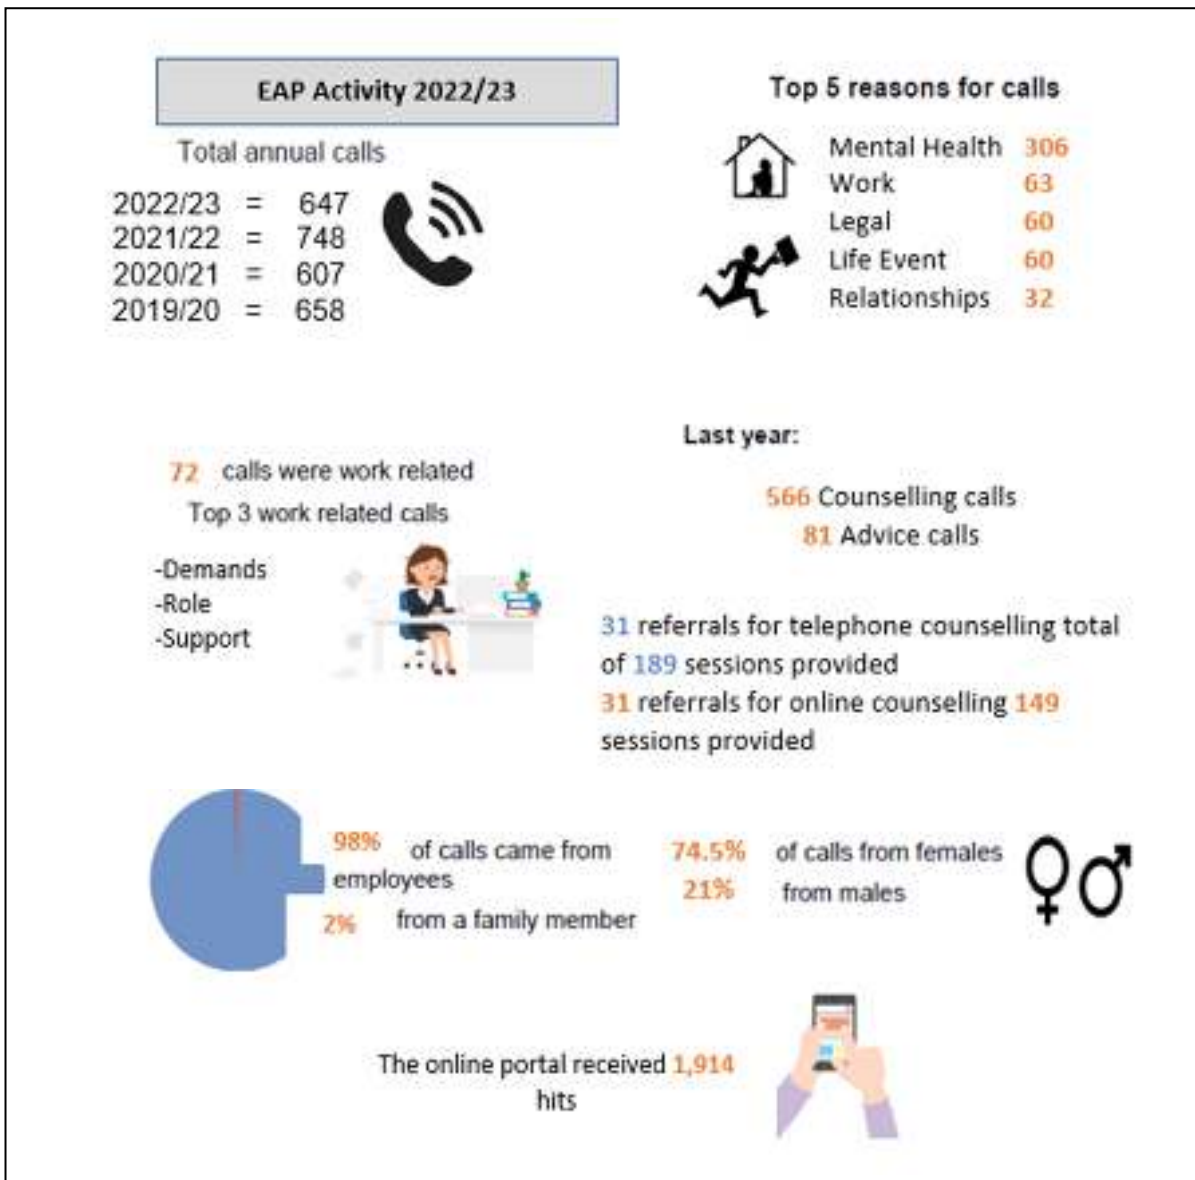 EAP Activity 2022/23
Total annual calls
2022/23 = 647
2021/22 = 748
2020/21 = 607
2019/20 = 658
Top 5 reasons for calls
Mental Health 306
Work 63
Legal 60
Life Event 60
Relationships 32
72 calls were work related
Top 3 work related calls
-Demands
-Role
-Support
Last year:
566 Counselling calls
81 Advice calls
31 referrals for telephone counselling total
of 189 sessions provided
31 referrals for online counselling 149
sessions provided
98% of calls came from
employees
2% from a family member
74.5% of calls from females
21% from males
The online portal received 1,914
hits